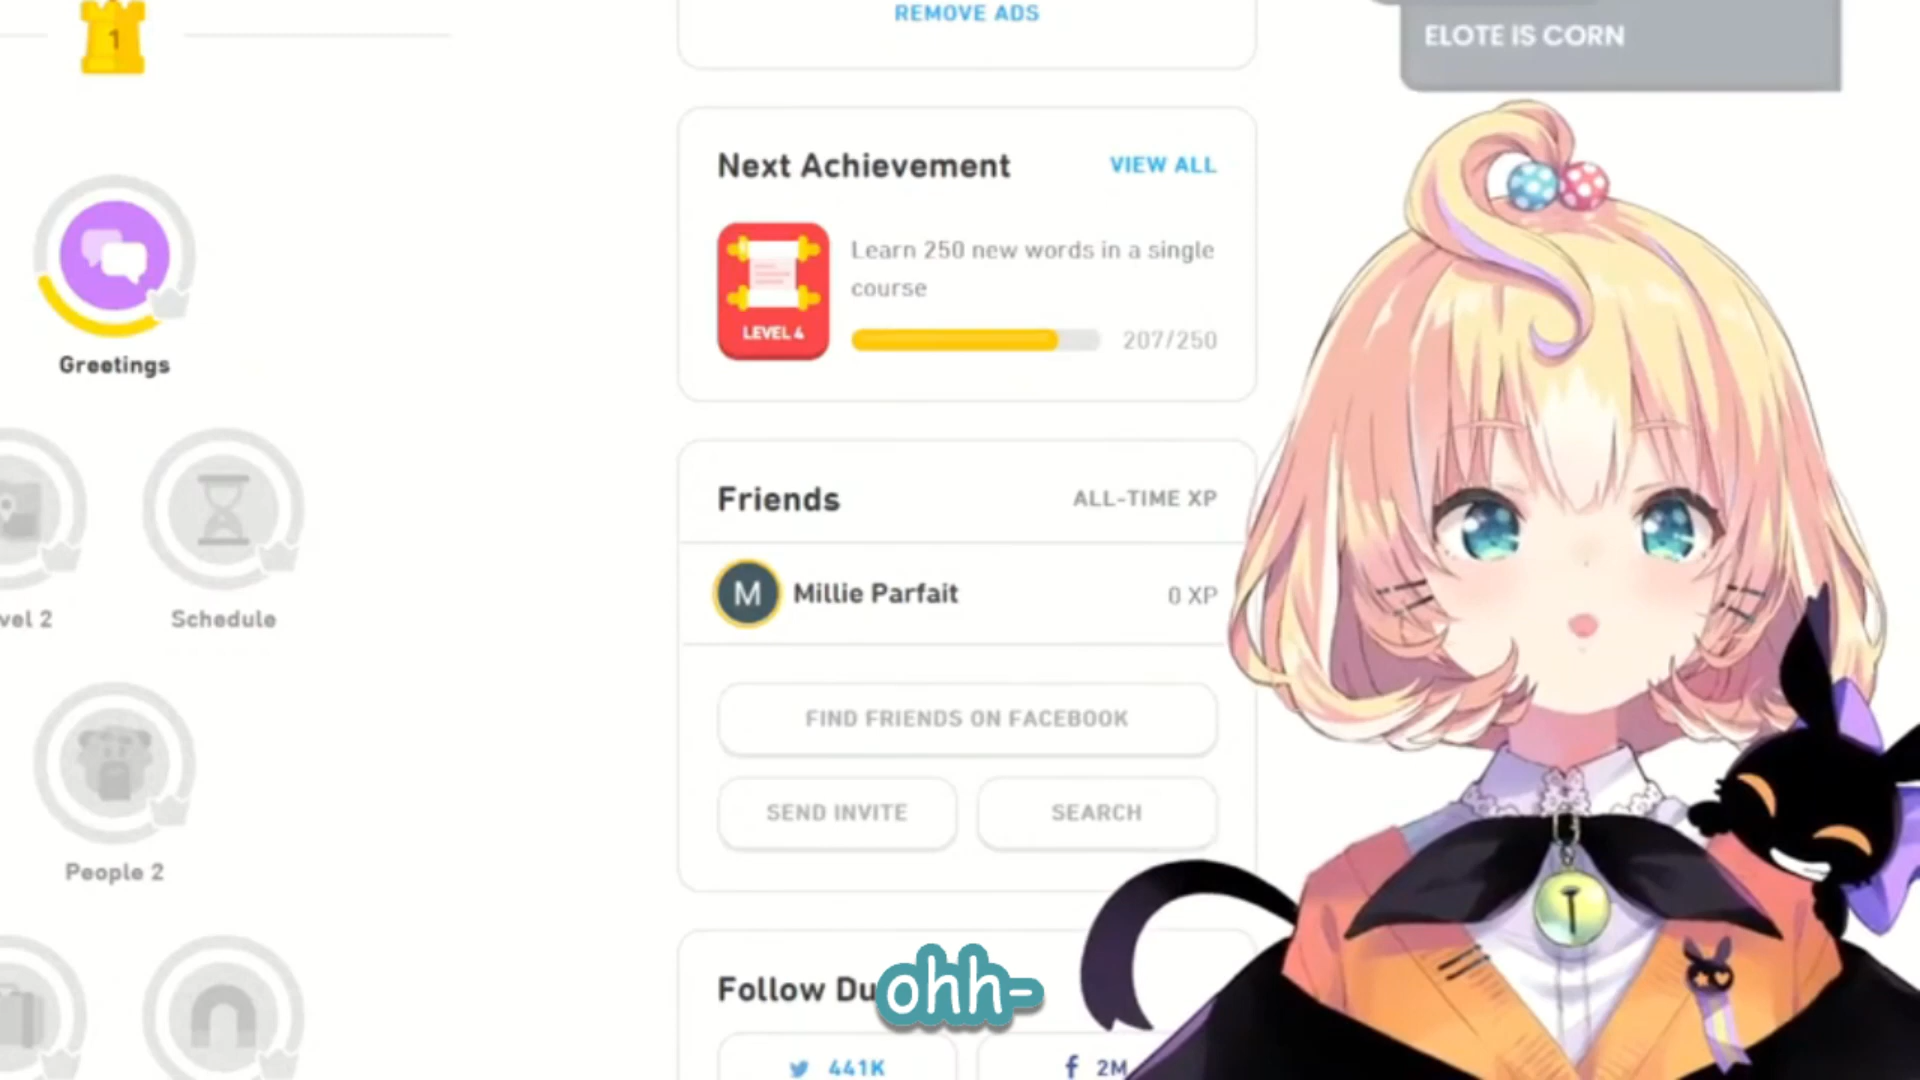 1
REMOVE ADS
ELOTE IS CORN
Next Achievement
VIEW ALL
Learn 250 new words in a single
course
LEVEL 4
207/250
Greetings
Friends
ALL-TIME XP
M
Millie Parfait
0 XP
vel 2
Schedule
FIND FRIENDS ON FACEBOOK
SEND INVITE
SEARCH
People 2
Follow Du
ohh-
441K
f 2M